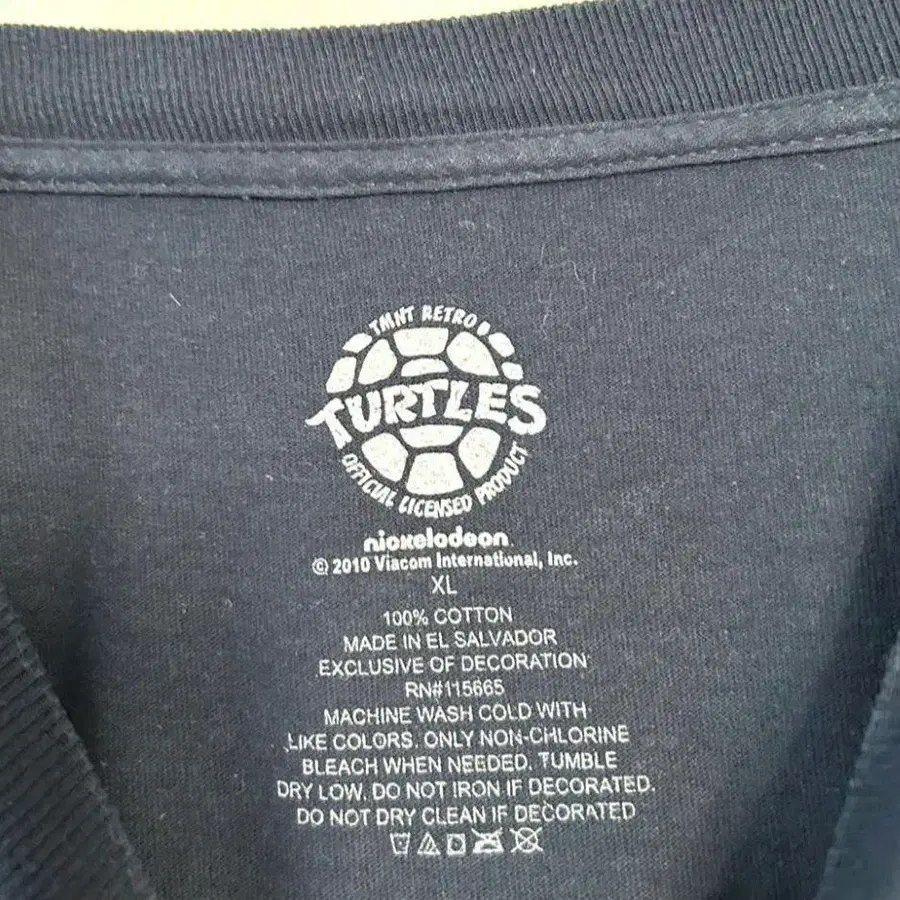 TMNT RETRO
TURTLES
OFFICIAL LICENSED PRODUCT
nickelodeon
© 2010 Viacom International, Inc.
XL
100% COTTON
MADE IN EL SALVADOR
EXCLUSIVE OF DECORATION
RN#115665
MACHINE WASH COLD WITH
LIKE COLORS. ONLY NON-CHLORINE
BLEACH WHEN NEEDED. TUMBLE
DRY LOW. DO NOT IRON IF DECORATED.
DO NOT DRY CLEAN IF DECORATED